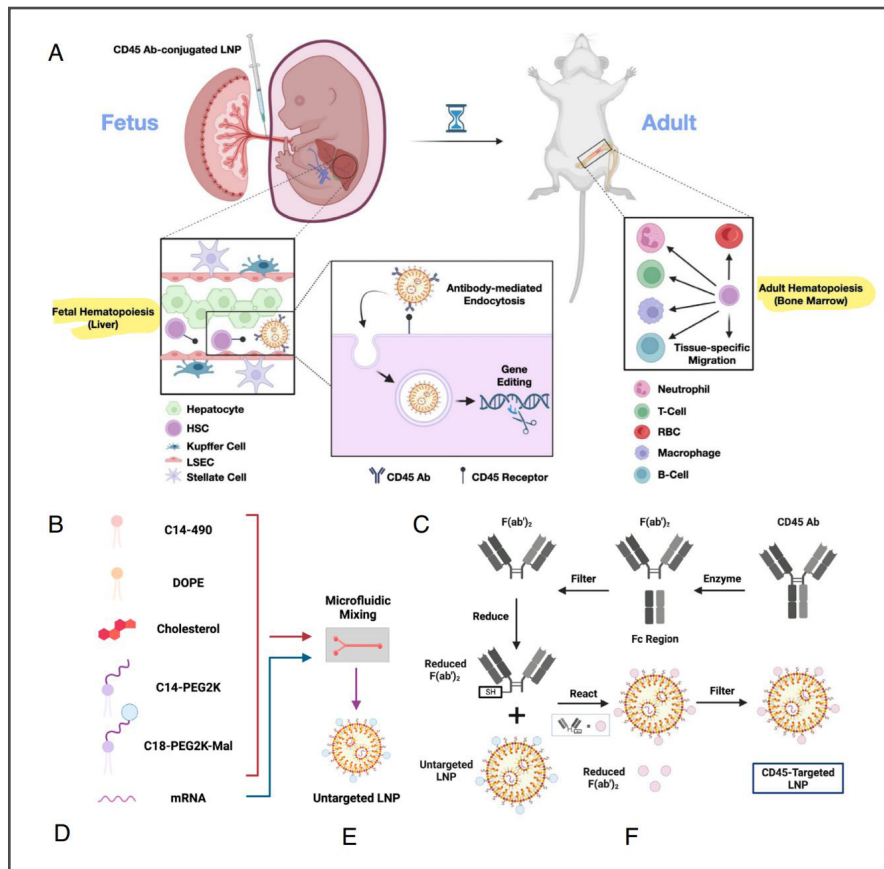 A
CD45 Ab-conjugated LNP
Fetus
Adult
Fetal Hematopoiesis
(Liver)
Antibody-mediated
Endocytosis
Gene
Editing
Adult Hematopoiesis
(Bone Marrow)
Tissue-specific
Migration
Hepatocyte
HSC
Kupffer Cell
LSEC
Stellate Cell
CD45 Ab
CD45 Receptor
Neutrophil
T-Cell
RBC
Macrophage
B-Cell
B
C14-490
DOPE
Cholesterol
C14-PEG2K
C18-PEG2K-Mal
mRNA
Microfluidic
Mixing
Untargeted LNP
C
F(ab')₂
F(ab')₂
CD45 Ab
Filter
Enzyme
Fc Region
Reduce
Reduced
F(ab')₂
SH
+
React
Filter
Untargeted
LNP
Reduced
F(ab')₂
CD45-Targeted
LNP
D
E
F